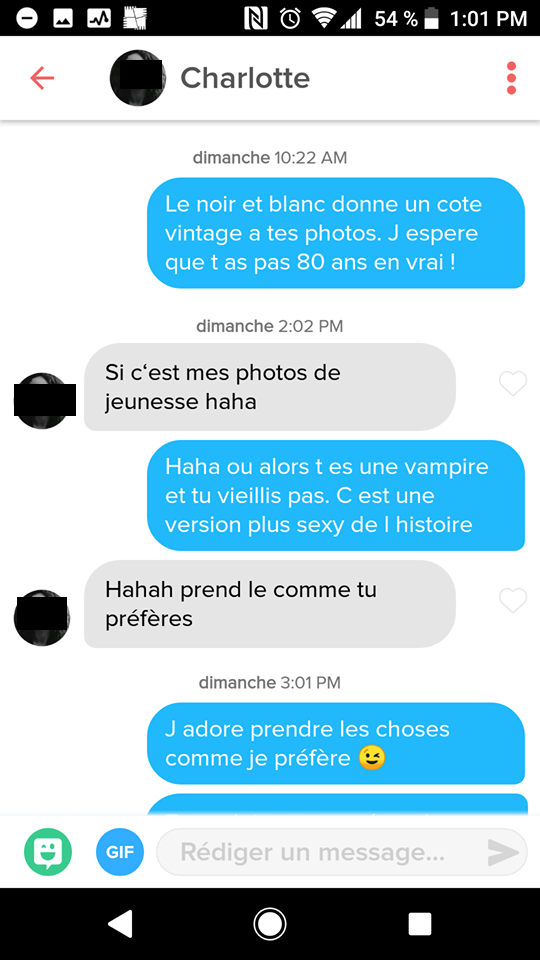 54 % 1:01 PM
Charlotte
dimanche 10:22 AM
Le noir et blanc donne un cote
vintage a tes photos. J espere
que t as pas 80 ans en vrai !
dimanche 2:02 PM
Si c‘est mes photos de
jeunesse haha
Haha ou alors t es une vampire
et tu vieillis pas. C est une
version plus sexy de l histoire
Hahah prend le comme tu
préfères
dimanche 3:01 PM
J adore prendre les choses
comme je préfère 😉
GIF
Rédiger un message...